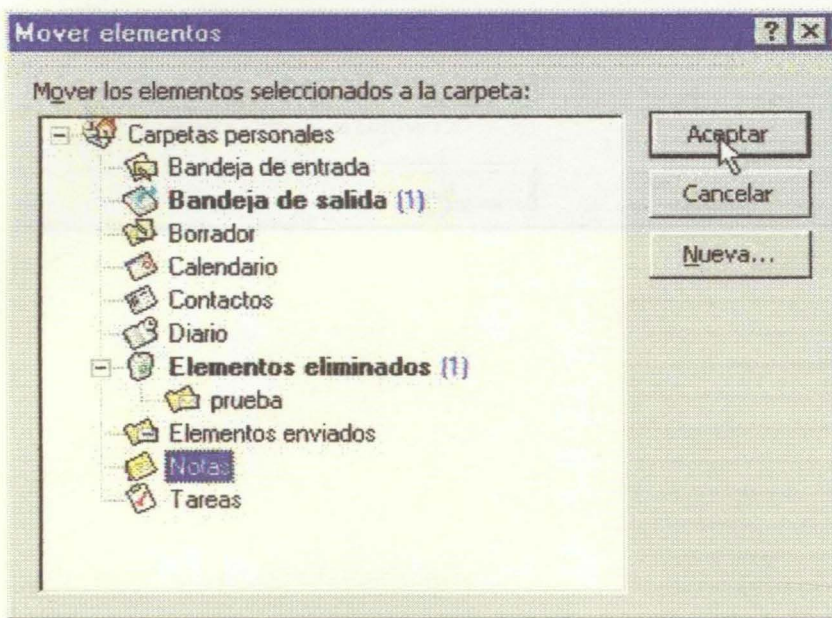 Mover elementos
Mover los elementos seleccionados a la carpeta:
Carpetas personales
Bandeja de entrada
Bandeja de salida (1)
Borrador
Calendario
Contactos
Diario
Elementos eliminados (1)
prueba
Elementos enviados
Notas
Tareas
Aceptar
Cancelar
Nueva...